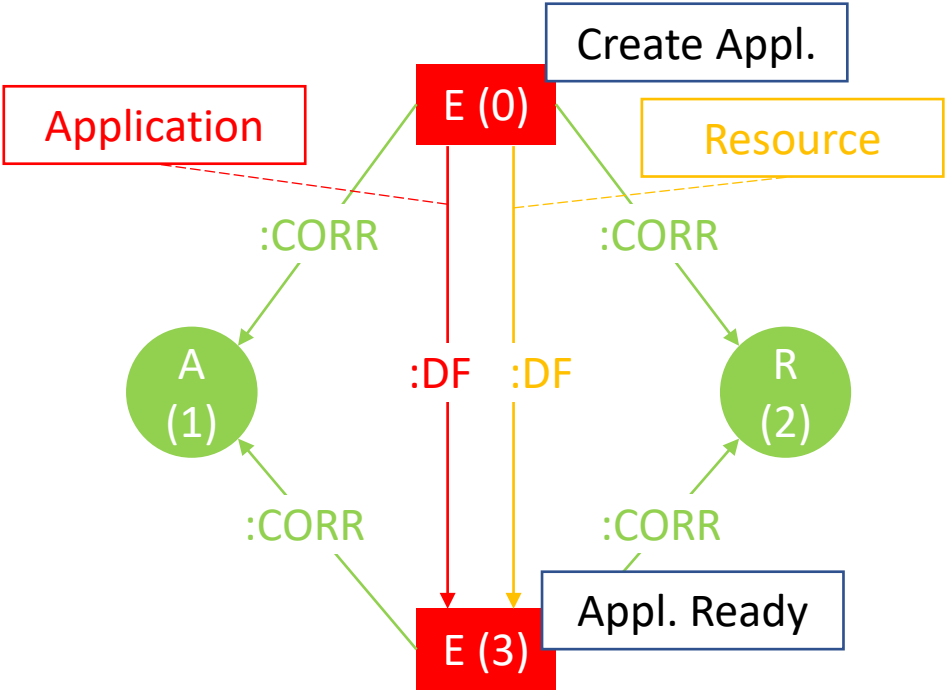 Create Appl.
E (0)
Application
Resource
:CORR
:CORR
A
(1)
:DF
:DF
R
(2)
:CORR
:CORR
Appl. Ready
E (3)